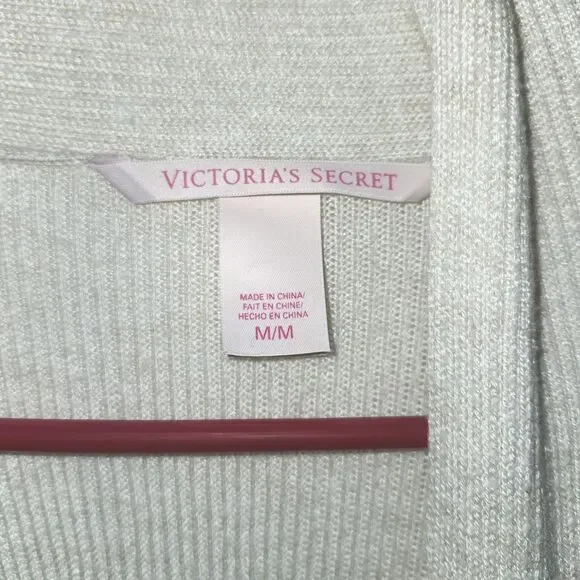 VICTORIA'S SECRET
MADE IN CHINA/
FAIT EN CHINE/
HECHO EN CHINA
M/M